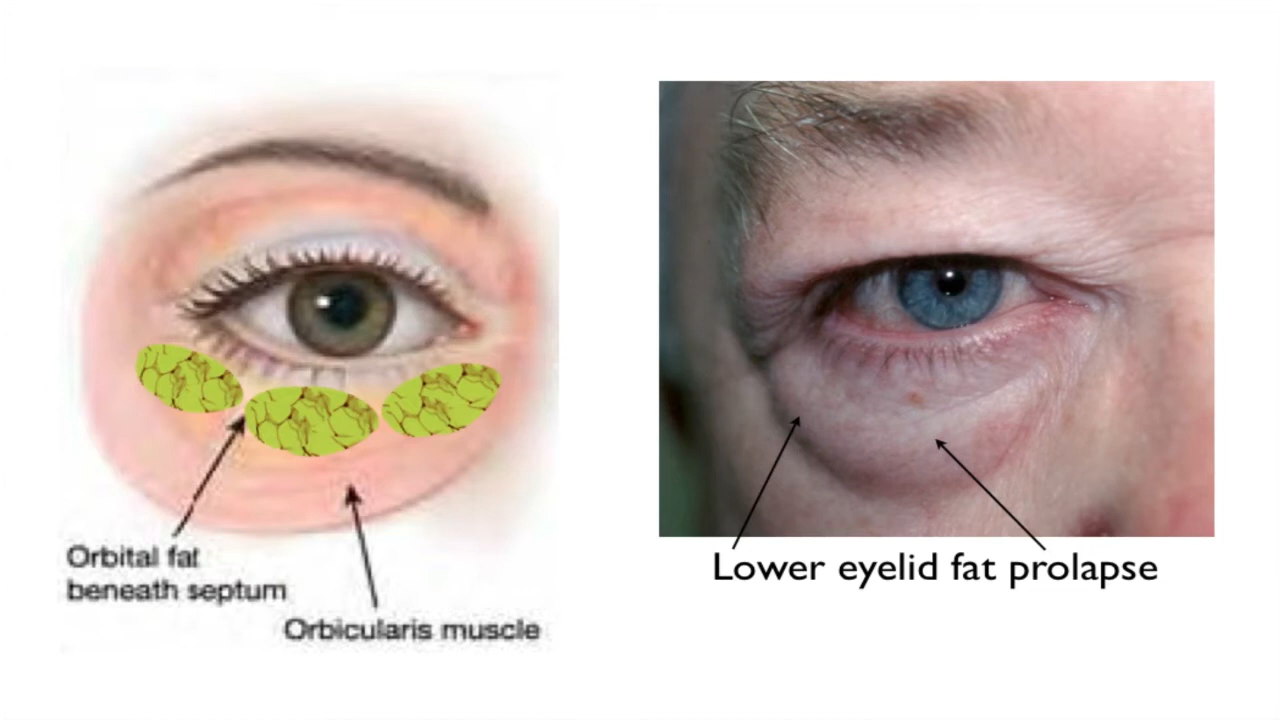 Orbital fat
beneath septum
Orbicularis muscle
Lower eyelid fat prolapse